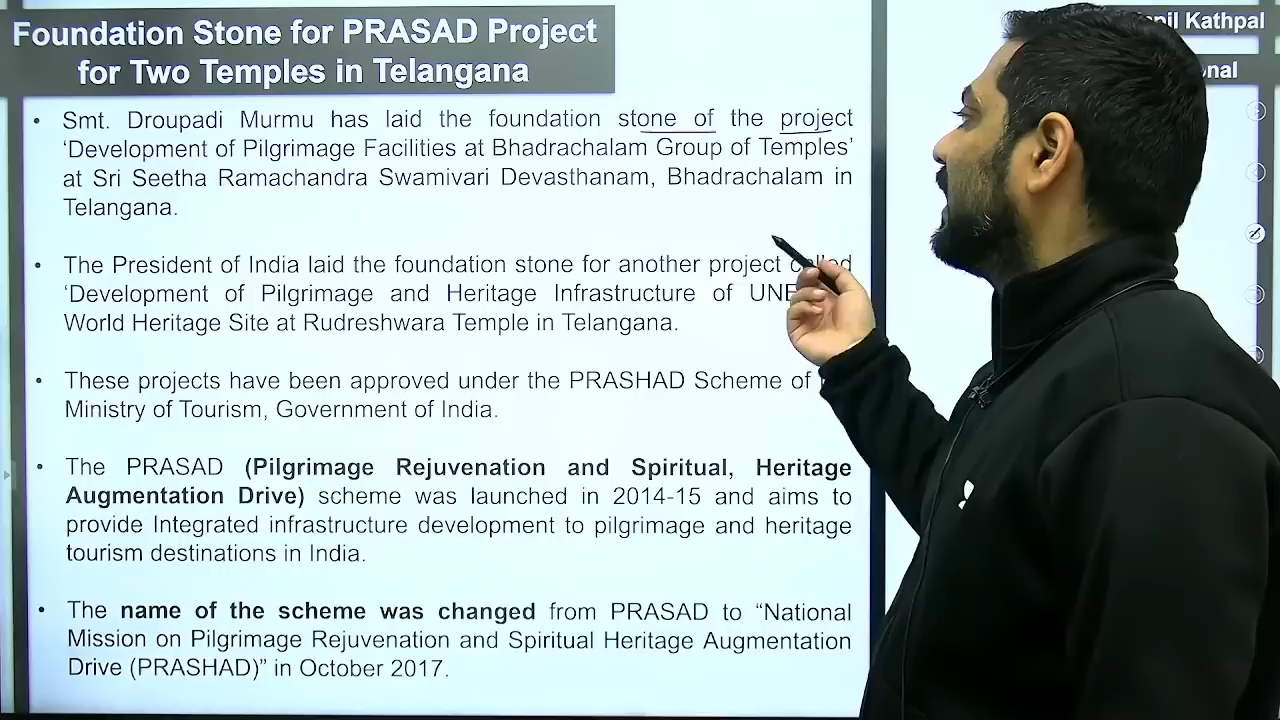 Foundation Stone for PRASAD Project
for Two Temples in Telangana
Kathpal
• Smt. Droupadi Murmu has laid the foundation stone of the project
‘Development of Pilgrimage Facilities at Bhadrachalam Group of Temples’
at Sri Seetha Ramachandra Swamivari Devasthanam, Bhadrachalam in
Telangana.
• The President of India laid the foundation stone for another project called
‘Development of Pilgrimage and Heritage Infrastructure of
World Heritage Site at Rudreshwara Temple in Telangana.
• These projects have been approved under the PRASHAD Scheme of
Ministry of Tourism, Government of India.
• The PRASAD (Pilgrimage Rejuvenation and Spiritual, Heritage
Augmentation Drive) scheme was launched in 2014-15 and aims to
provide Integrated infrastructure development to pilgrimage and heritage
tourism destinations in India.
• The name of the scheme was changed from PRASAD to “National
Mission on Pilgrimage Rejuvenation and Spiritual Heritage Augmentation
Drive (PRASHAD)” in October 2017.